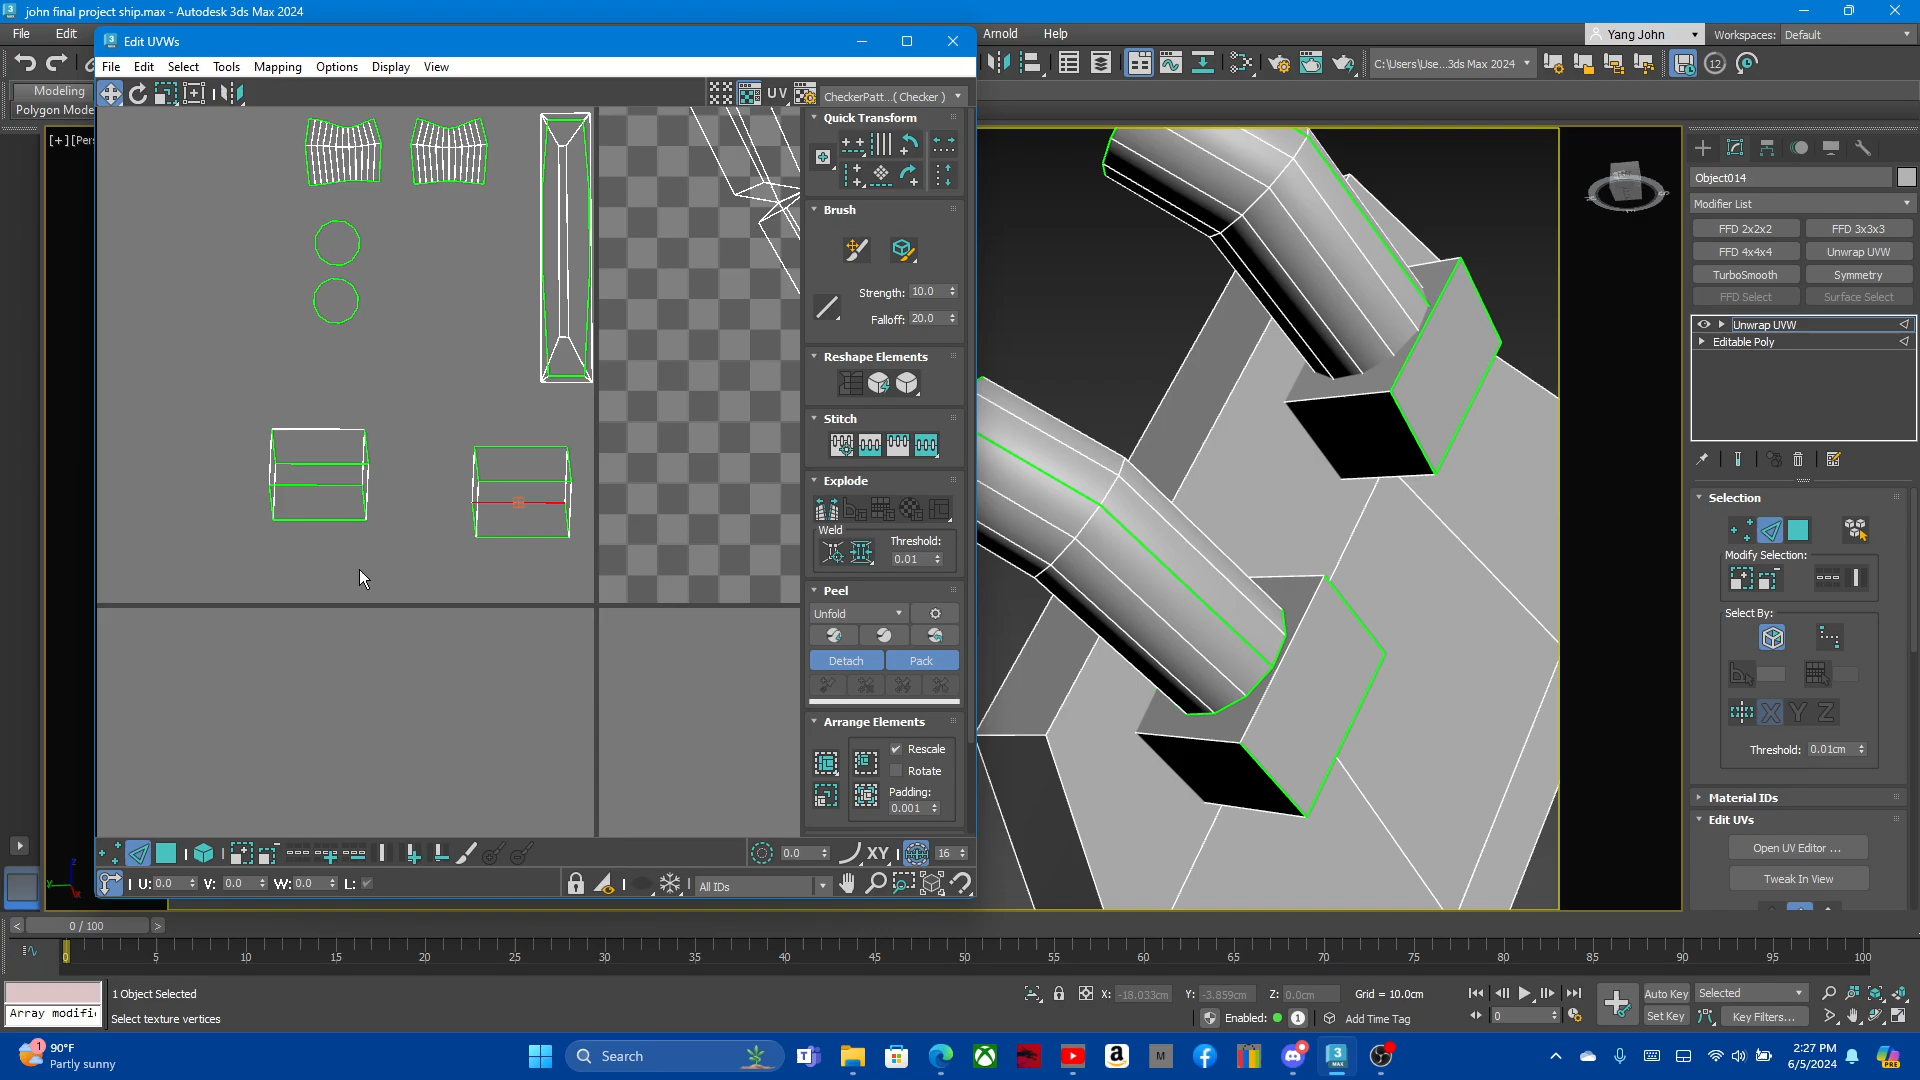 john final project ship.max - Autodesk 3ds Max 2024
File Edit Arnold Help Yang John Workspaces: Default
Edit UVWs
File Edit Select Tools Mapping Options Display View
C:\Users\Use...3ds Max 2024
12
Modeling
Polygon Mode
UV CheckerPatt...( Checker )
[+][Per
Quick Transform
Brush
Strength: 10.0
Falloff: 20.0
Reshape Elements
Stitch
Explode
Weld
Threshold:
0.01
Peel
Unfold
Detach Pack
Arrange Elements
Rescale
Rotate
Padding:
0.001
0.0 XY 16
U: 0.0 V: 0.0 W: 0.0 L: All IDs
Object014
Modifier List
FFD 2x2x2 FFD 3x3x3
FFD 4x4x4 Unwrap UVW
TurboSmooth Symmetry
FFD Select Surface Select
Unwrap UVW
Editable Poly
Selection
Modify Selection:
Select By:
X Y Z
Threshold: 0.01cm
Material IDs
Edit UVs
Open UV Editor ...
Tweak In View
0 / 100
0 5 10 15 20 25 30 35 40 45 50 55 60 65 70 75 80 85 90 95 100
1 Object Selected
Array modifi
Select texture vertices
X: -18.033cm Y: -3.859cm Z: 0.0cm Grid = 10.0cm
Enabled: 1 Add Time Tag
0
Auto Key Selected
Set Key Key Filters...
1
90°F
Partly sunny
Search
M
2:27 PM
6/5/2024
PRE